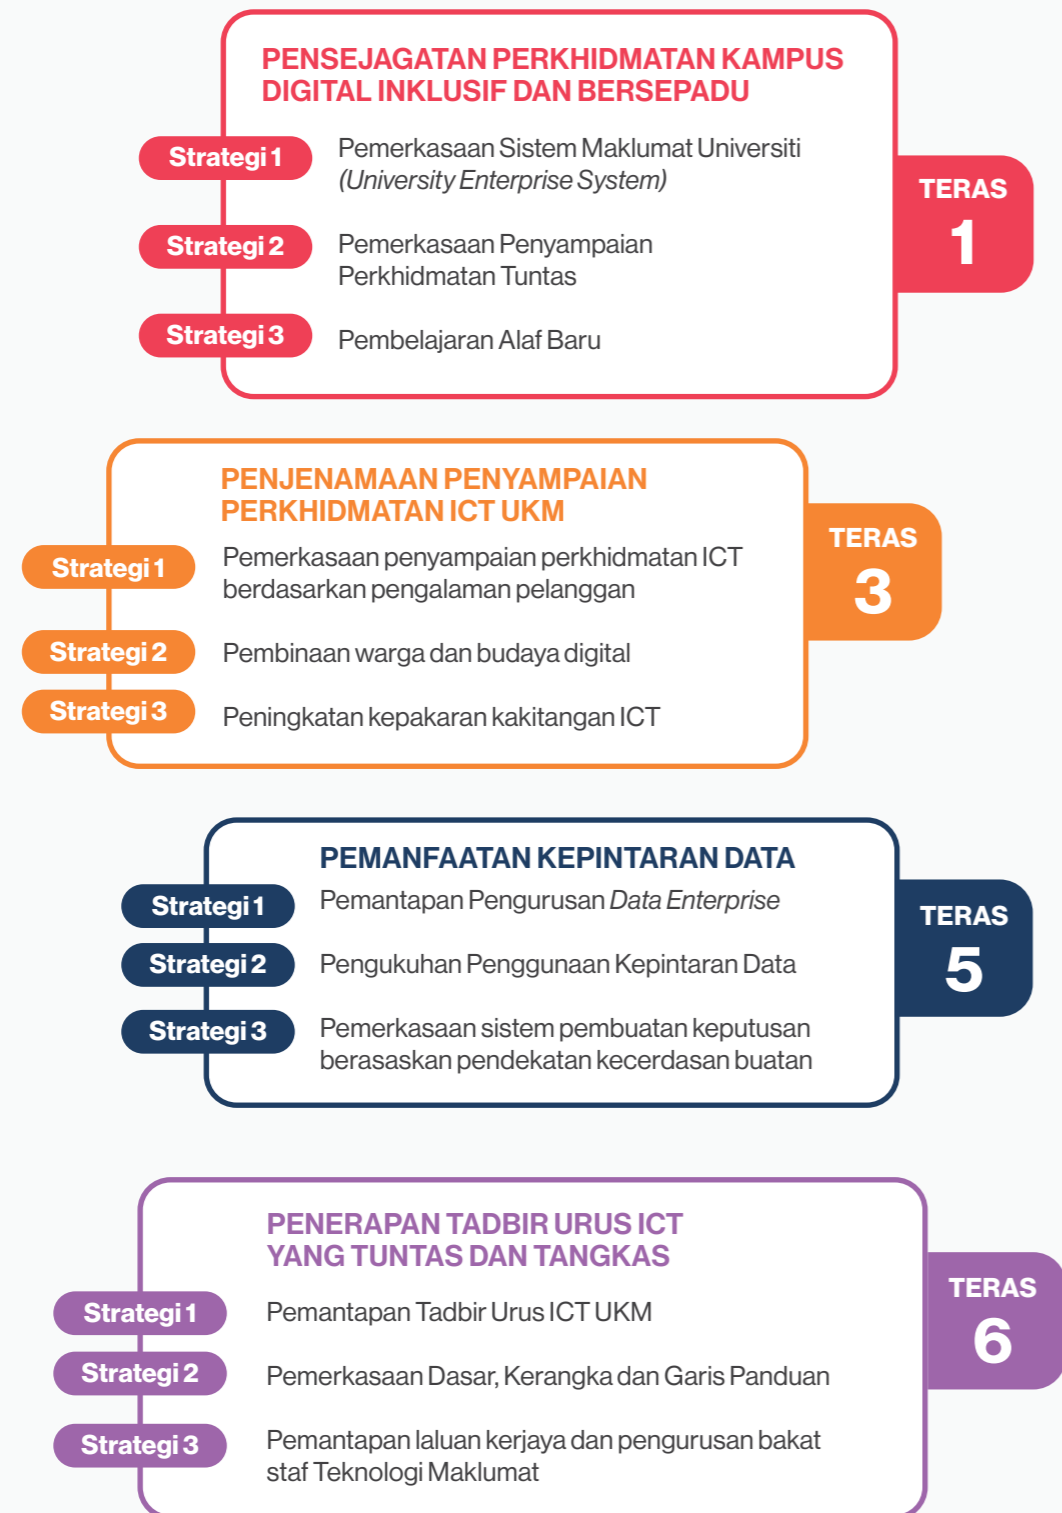 PENSEJAGATAN PERKHIDMATAN KAMPUS
DIGITAL INKLUSIF DAN BERSEPADU
Strategi 1
Pemerkasaan Sistem Maklumat Universiti
(University Enterprise System)
Strategi 2
Pemerkasaan Penyampaian
Perkhidmatan Tuntas
Strategi 3
Pembelajaran Alaf Baru
TERAS
1
PENJENAMAAN PENYAMPAIAN
PERKHIDMATAN ICT UKM
Strategi 1
Pemerkasaan penyampaian perkhidmatan ICT
berdasarkan pengalaman pelanggan
Strategi 2
Pembinaan warga dan budaya digital
Strategi 3
Peningkatan kepakaran kakitangan ICT
TERAS
3
PEMANFAATAN KEPINTARAN DATA
Strategi 1
Pemantapan Pengurusan Data Enterprise
Strategi 2
Pengukuhan Penggunaan Kepintaran Data
Strategi 3
Pemerkasaan sistem pembuatan keputusan
berasaskan pendekatan kecerdasan buatan
TERAS
5
PENERAPAN TADBIR URUS ICT
YANG TUNTAS DAN TANGKAS
Strategi 1
Pemantapan Tadbir Urus ICT UKM
Strategi 2
Pemerkasaan Dasar, Kerangka dan Garis Panduan
Strategi 3
Pemantapan laluan kerjaya dan pengurusan bakat
staf Teknologi Maklumat
TERAS
6